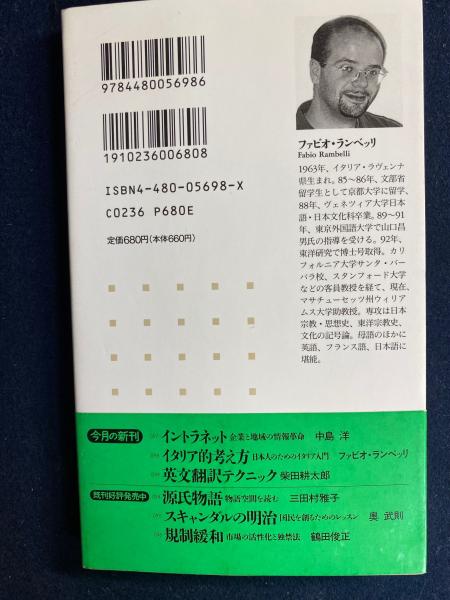 9784480056986
1910236006808
ISBN4-480-05698-X
C0236 P680E
定価680円(本体660円)
ファビオ・ランベッリ
Fabio Rambelli
1963年、イタリア・ラヴェンナ
県生まれ。85〜86年、文部省
留学生として京都大学に留学、
88年、ヴェネツィア大学日本
語・日本文化科卒業。89〜91
年、東京外国語大学で山口昌
男氏の指導を受ける。92年、
東洋研究で博士号取得。カリ
フォルニア大学サンタ・バー
バラ校、スタンフォード大学
などの客員教授を経て、現在、
マサチューセッツ州ウィリア
ムス大学助教授。専攻は日本
宗教・思想史、東洋宗教史、
文化の記号論。母語のほかに
英語、フランス語、日本語に
堪能。
今月の新刊
イントラネット 企業と地域の情報革命 中島 洋
イタリア的考え方 日本人のためのイタリア入門 ファビオ・ランベッリ
英文翻訳テクニック 柴田耕太郎
既刊好評発売中
源氏物語 物語空間を読む 三田村雅子
スキャンダルの明治 国民を創るためのレッスン 奥 武則
規制緩和 市場の活性化と独禁法 鶴田俊正